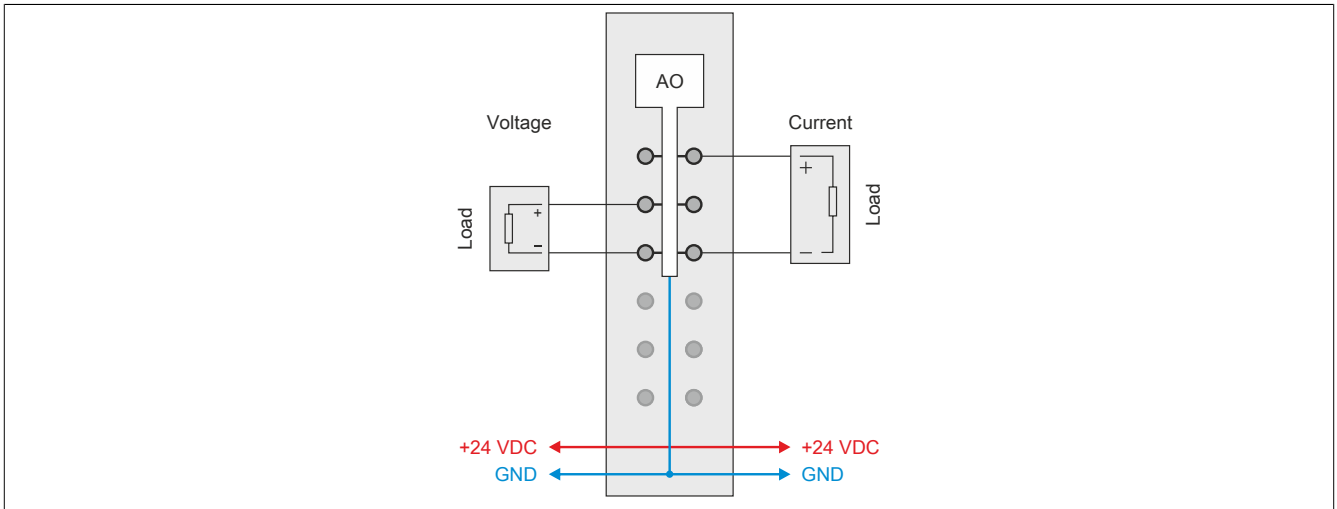 AO
Voltage
Current
Load
+
−
+
−
Load
+24 VDC
+24 VDC
GND
GND